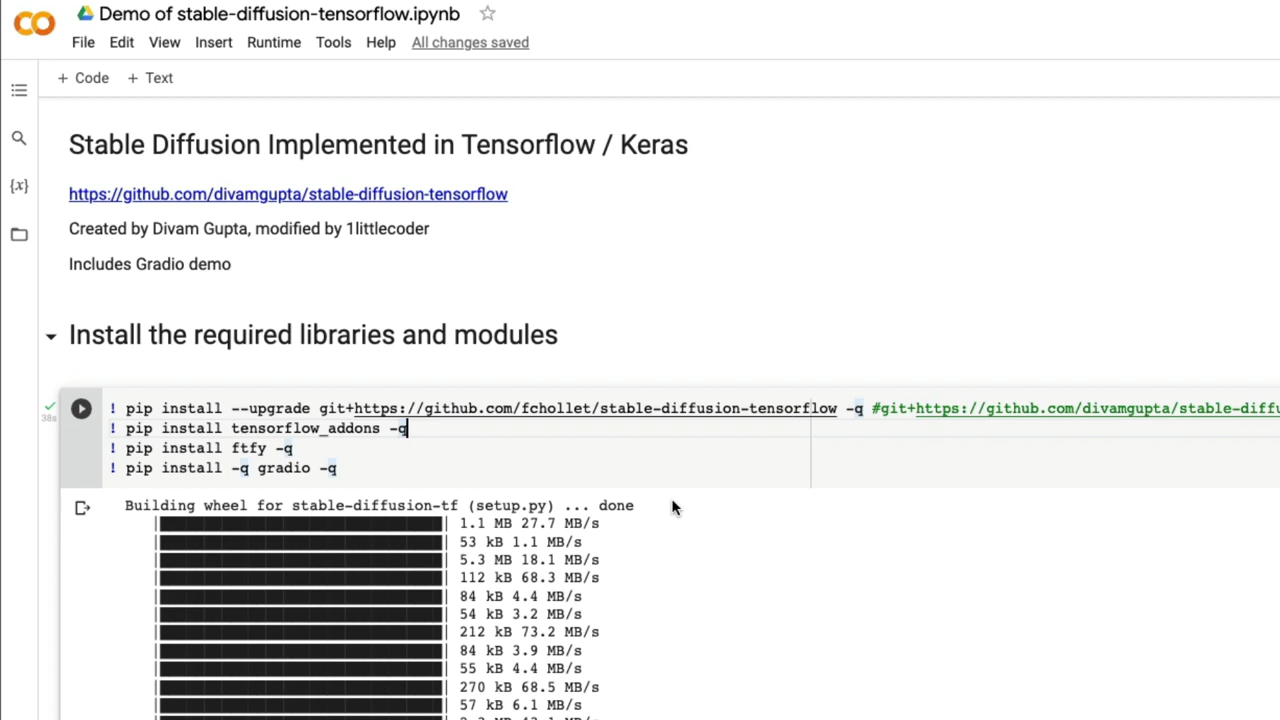 Demo of stable-diffusion-tensorflow.ipynb
File Edit View Insert Runtime Tools Help All changes saved
+ Code + Text
Stable Diffusion Implemented in Tensorflow / Keras
https://github.com/divamgupta/stable-diffusion-tensorflow
Created by Divam Gupta, modified by 1littlecoder
Includes Gradio demo
Install the required libraries and modules
! pip install --upgrade git+https://github.com/fchollet/stable-diffusion-tensorflow -q #git+https://github.com/divamgupta/stable-diffu
38s
! pip install tensorflow_addons -q
! pip install ftfy -q
! pip install -q gradio -q
Building wheel for stable-diffusion-tf (setup.py) ... done
1.1 MB 27.7 MB/s
53 kB 1.1 MB/s
5.3 MB 18.1 MB/s
112 kB 68.3 MB/s
84 kB 4.4 MB/s
54 kB 3.2 MB/s
212 kB 73.2 MB/s
84 kB 3.9 MB/s
55 kB 4.4 MB/s
270 kB 68.5 MB/s
57 kB 6.1 MB/s